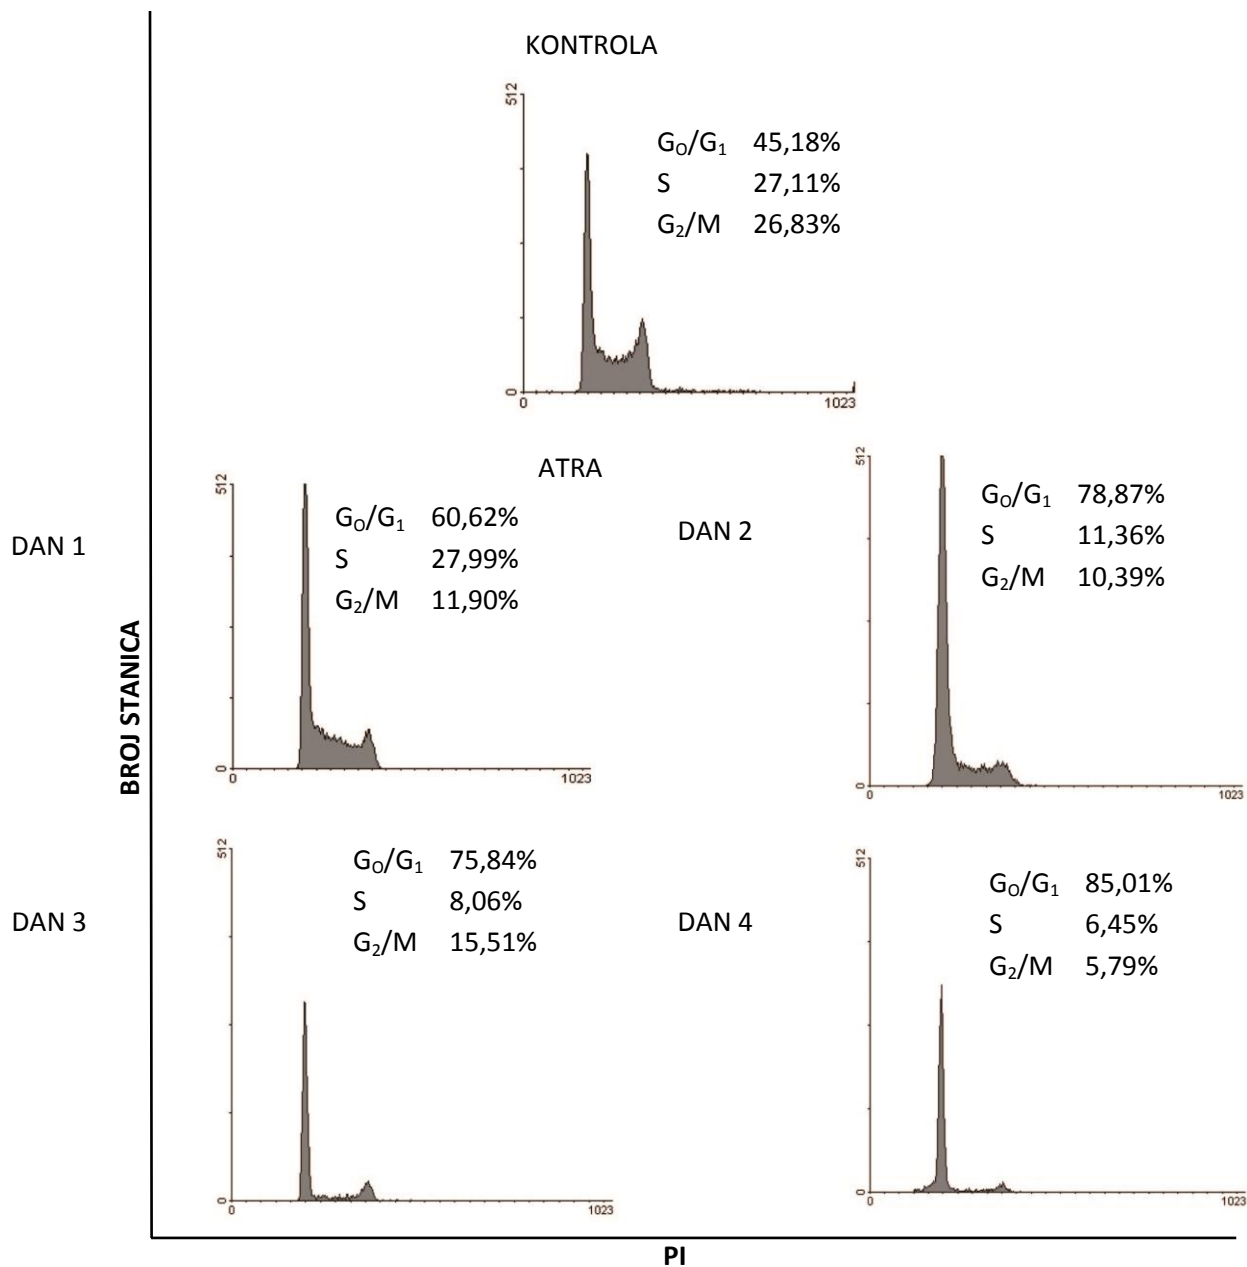 KONTROLA
512
G₀/G₁ 45,18%
S 27,11%
G₂/M 26,83%
0
0 1023
ATRA
DAN 1
512
G₀/G₁ 60,62%
S 27,99%
G₂/M 11,90%
0
0 1023
DAN 2
512
G₀/G₁ 78,87%
S 11,36%
G₂/M 10,39%
0
0 1023
BROJ STANICA
DAN 3
512
G₀/G₁ 75,84%
S 8,06%
G₂/M 15,51%
0
0 1023
DAN 4
512
G₀/G₁ 85,01%
S 6,45%
G₂/M 5,79%
0
0 1023
PI